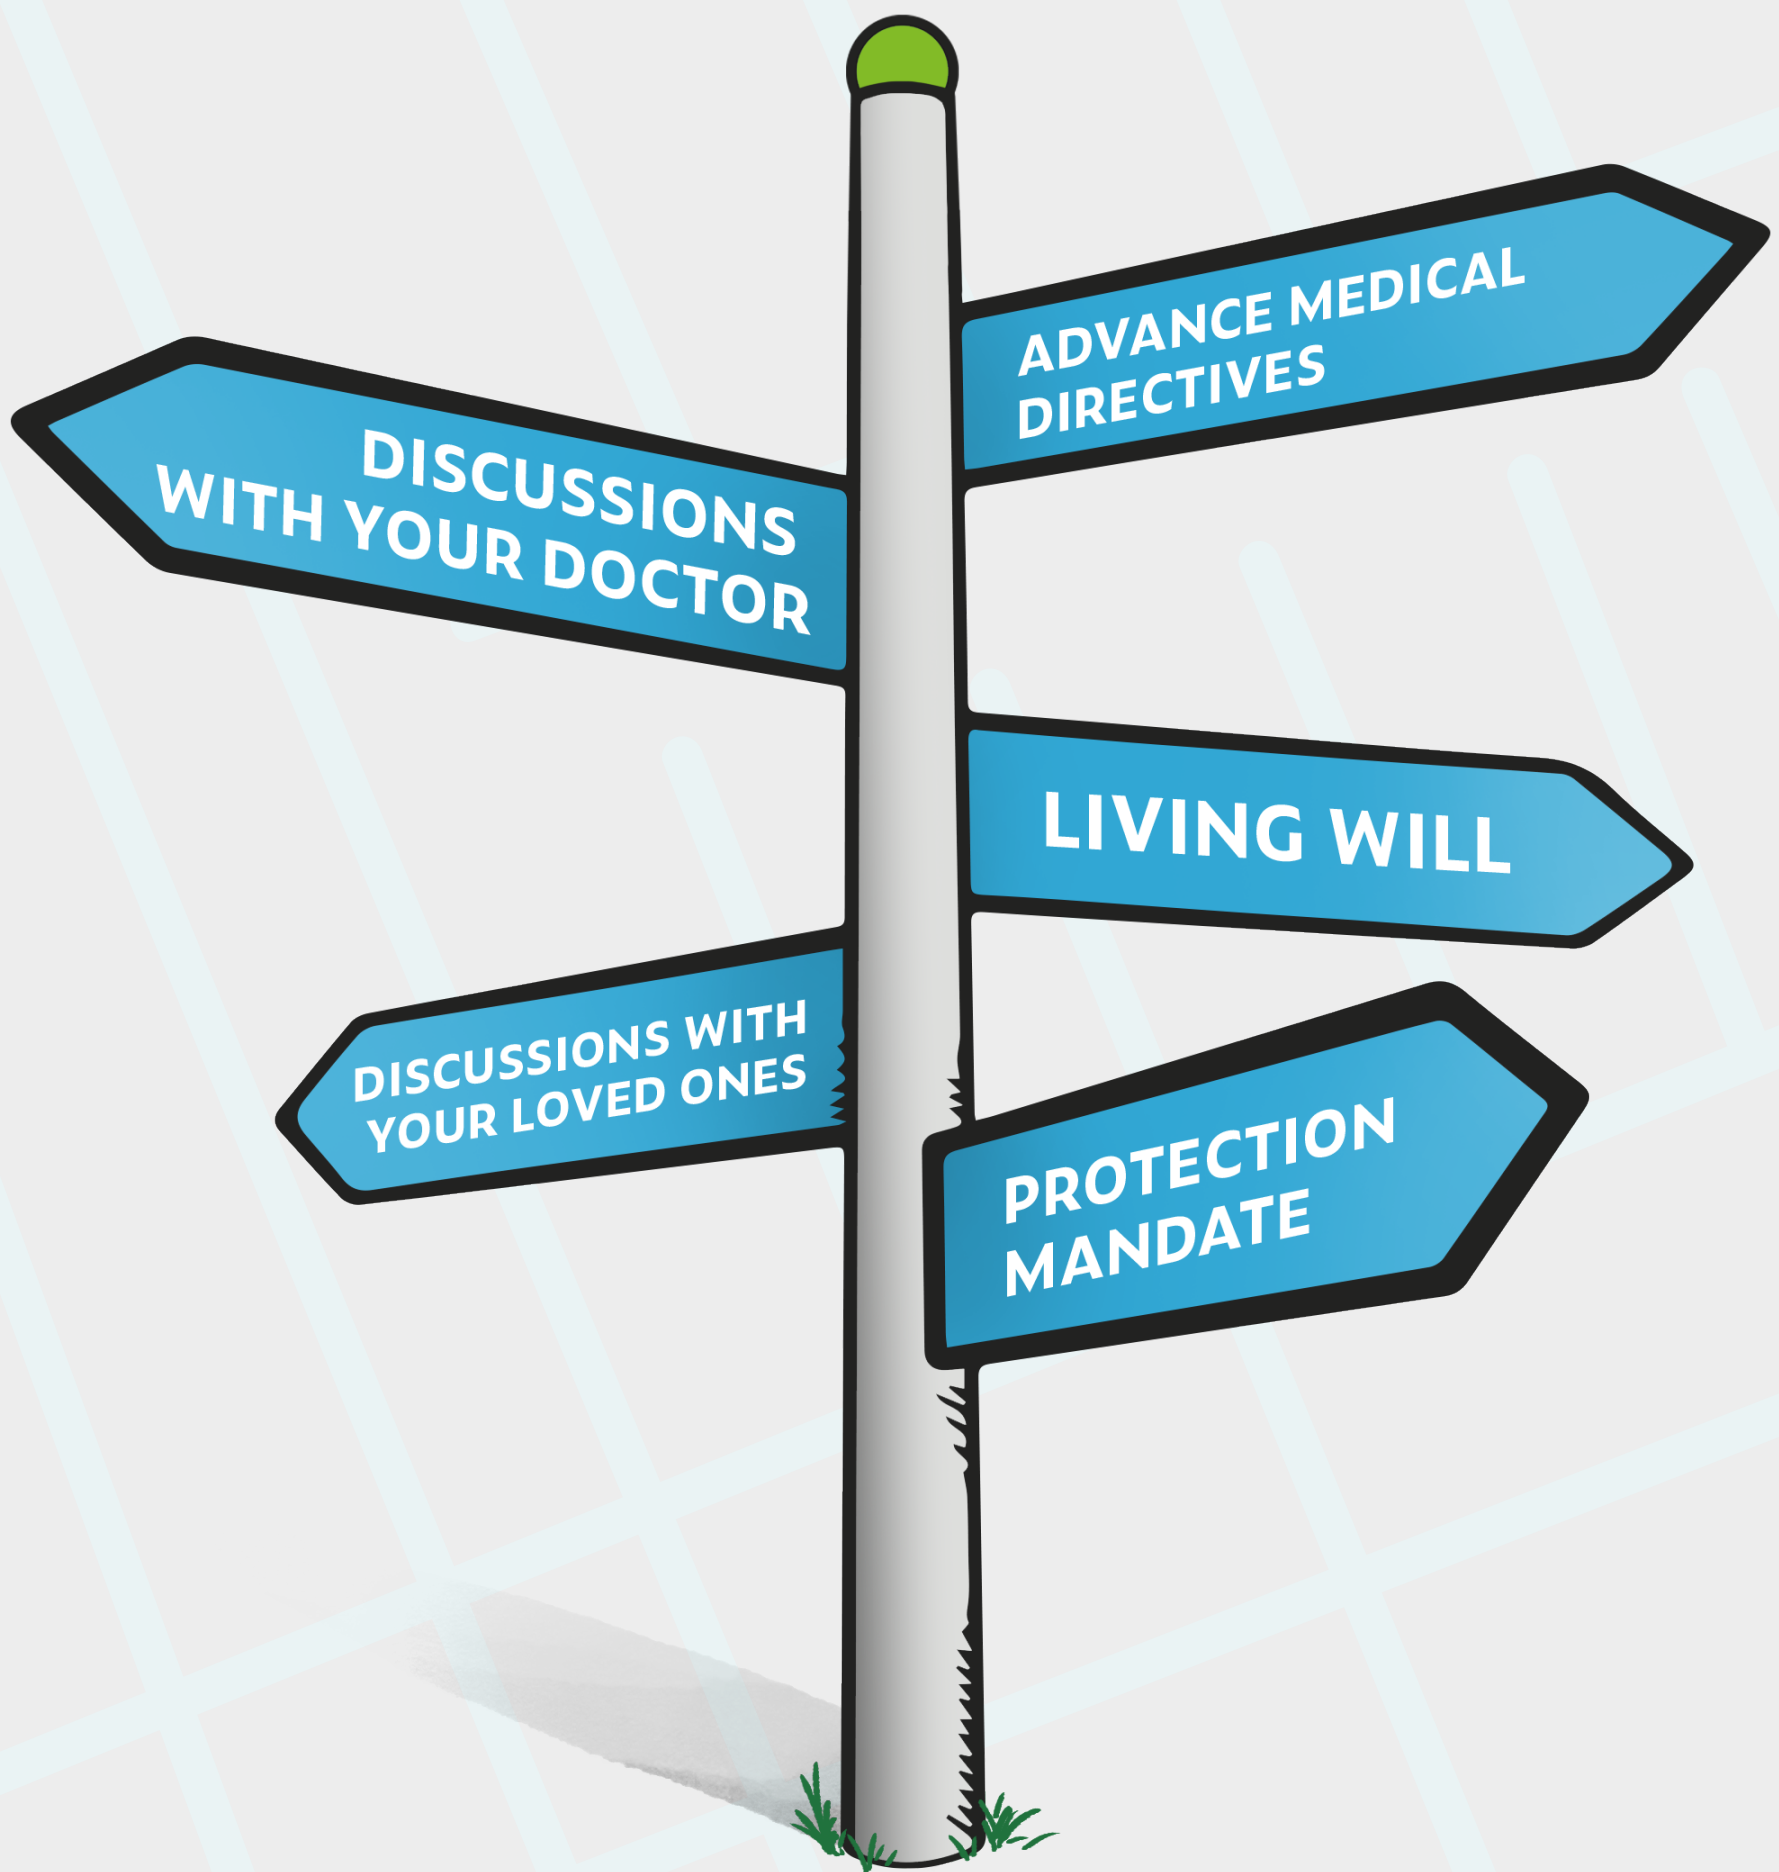 ADVANCE MEDICAL
DIRECTIVES
DISCUSSIONS
WITH YOUR DOCTOR
LIVING WILL
DISCUSSIONS WITH
YOUR LOVED ONES
PROTECTION
MANDATE